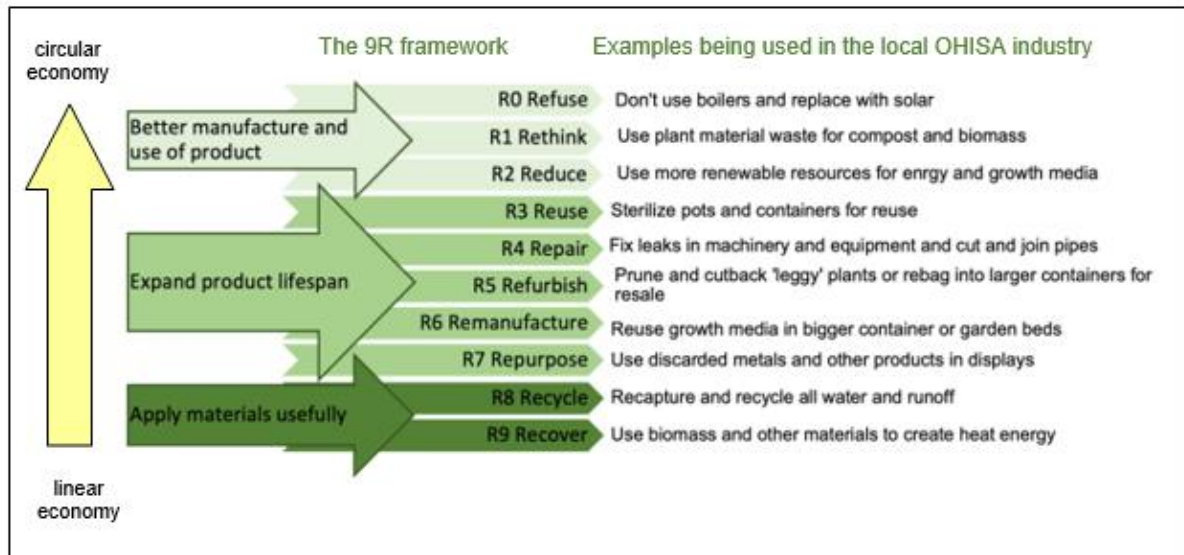 circular
economy
The 9R framework
Examples being used in the local OHISA industry
Better manufacture and
use of product
R0 Refuse
Don't use boilers and replace with solar
R1 Rethink
Use plant material waste for compost and biomass
R2 Reduce
Use more renewable resources for enrgy and growth media
Expand product lifespan
R3 Reuse
Sterilize pots and containers for reuse
R4 Repair
Fix leaks in machinery and equipment and cut and join pipes
R5 Refurbish
Prune and cutback 'leggy' plants or rebag into larger containers for
resale
R6 Remanufacture
Reuse growth media in bigger container or garden beds
R7 Repurpose
Use discarded metals and other products in displays
Apply materials usefully
R8 Recycle
Recapture and recycle all water and runoff
R9 Recover
Use biomass and other materials to create heat energy
linear
economy